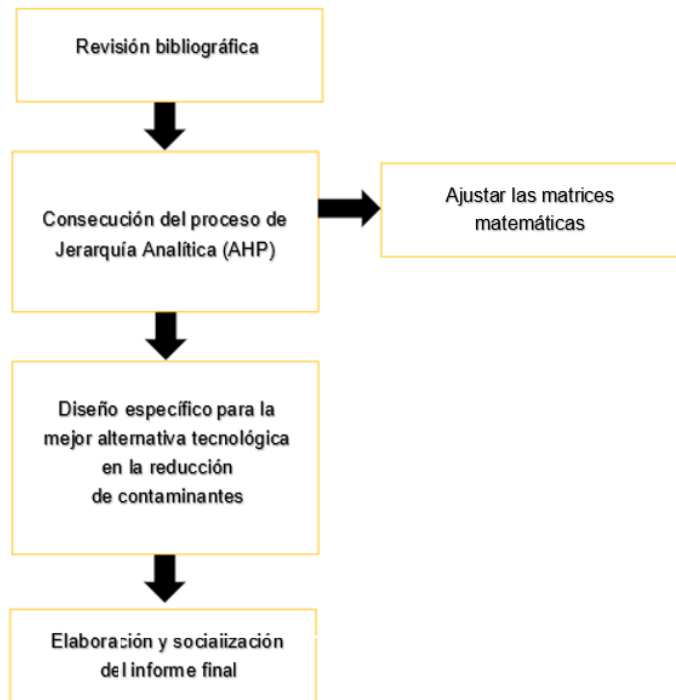 Revisión bibliográfica
Consecución del proceso de
Jerarquía Analítica (AHP)
Ajustar las matrices
matemáticas
Diseño específico para la
mejor alternativa tecnológica
en la reducción
de contaminantes
Elaboración y socialización
del informe final